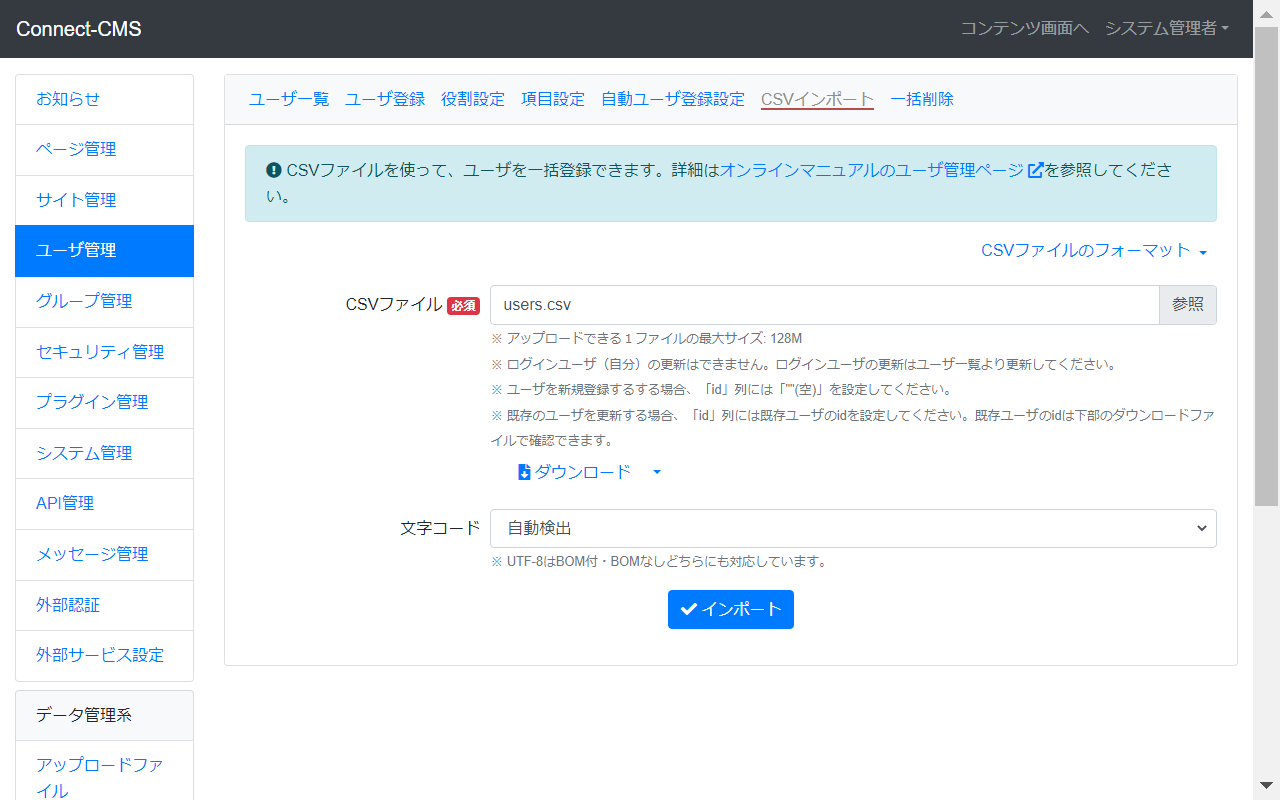 Connect-CMS
コンテンツ画面へ システム管理者
お知らせ
ページ管理
サイト管理
ユーザ管理
グループ管理
セキュリティ管理
プラグイン管理
システム管理
API管理
メッセージ管理
外部認証
外部サービス設定
データ管理系
アップロードファ
イル
ユーザ一覧 ユーザ登録 役割設定 項目設定 自動ユーザ登録設定 CSVインポート 一括削除
CSVファイルを使って、ユーザを一括登録できます。詳細はオンラインマニュアルのユーザ管理ページを参照してくださ
い。
CSVファイルのフォーマット
CSVファイル 必須 users.csv 参照
※ アップロードできる１ファイルの最大サイズ: 128M
※ ログインユーザ（自分）の更新はできません。ログインユーザの更新はユーザ一覧より更新してください。
※ ユーザを新規登録するする場合、「id」列には「""(空)」を設定してください。
※ 既存のユーザを更新する場合、「id」列には既存ユーザのidを設定してください。既存ユーザのidは下部のダウンロードファ
イルで確認できます。
ダウンロード
文字コード 自動検出
※ UTF-8はBOM付・BOMなしどちらにも対応しています。
インポート